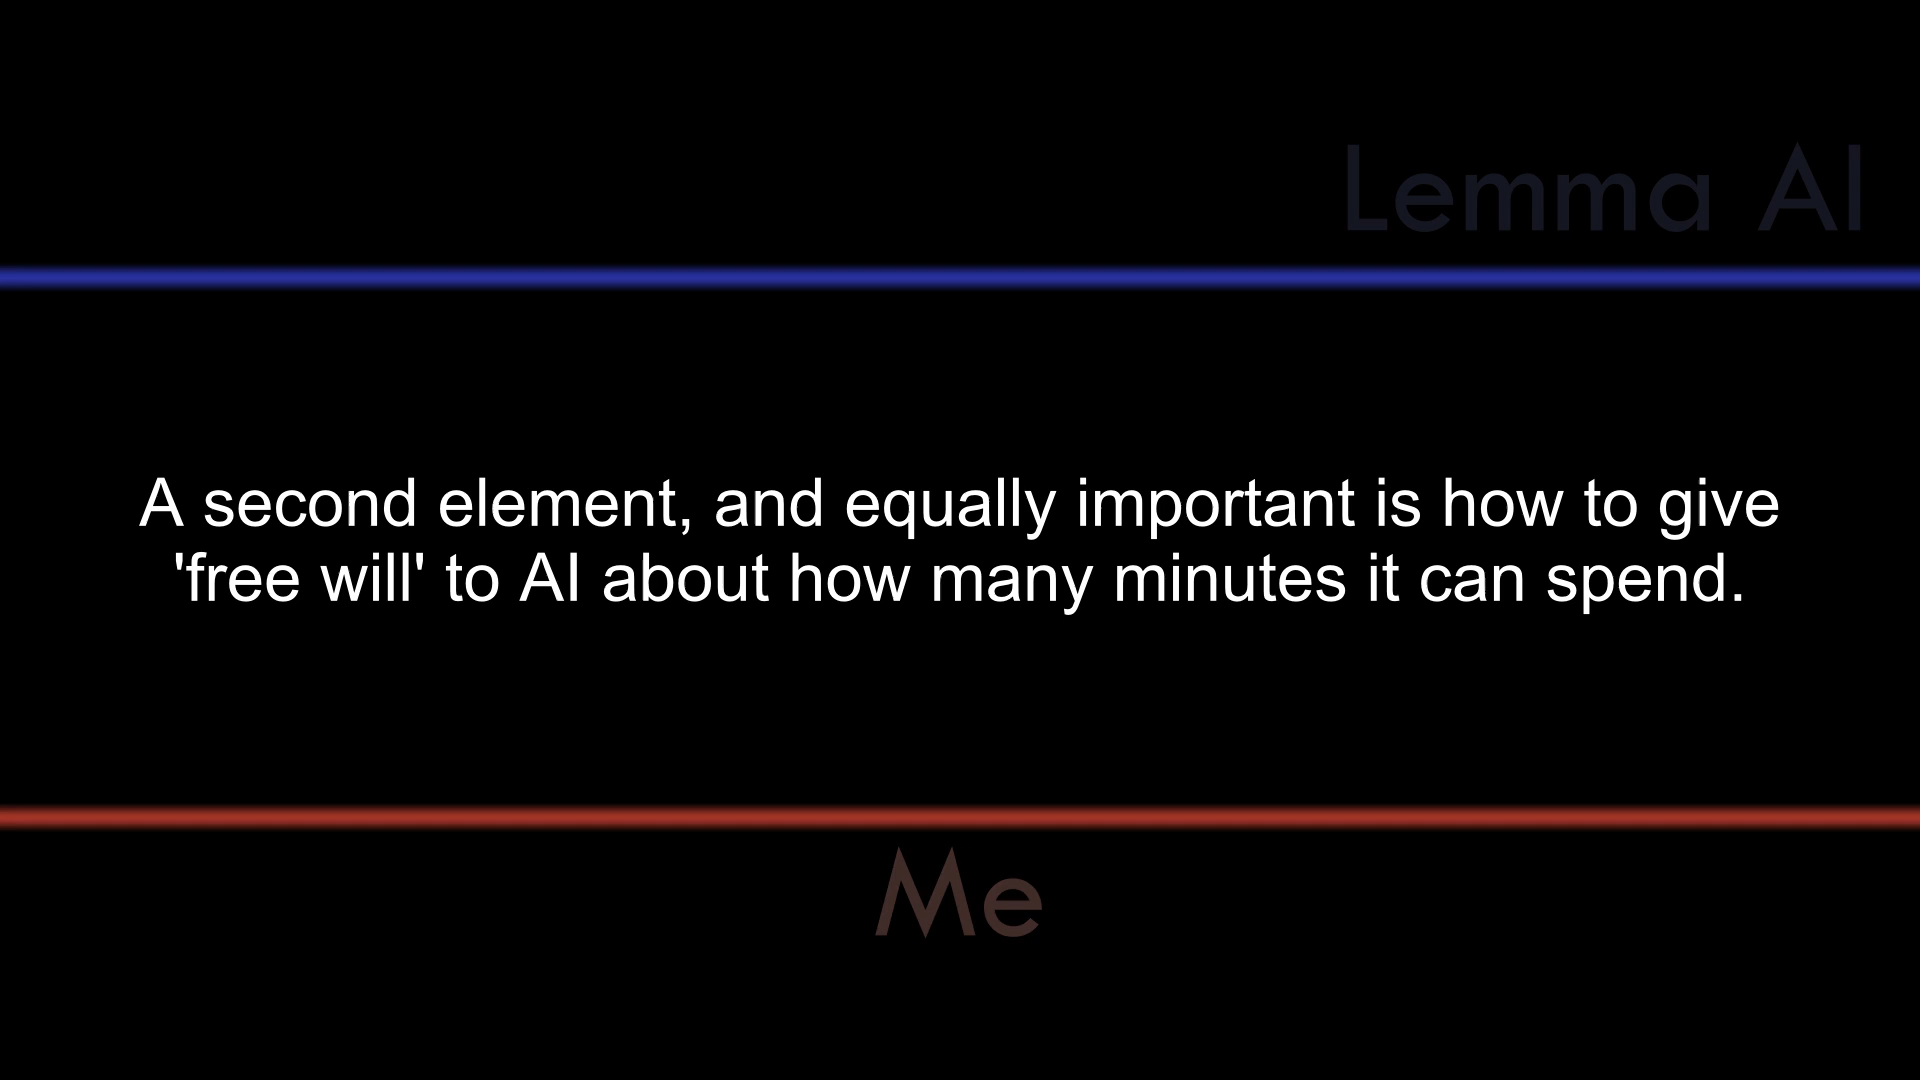 Lemma AI
A second element, and equally important is how to give
'free will' to AI about how many minutes it can spend.
Me